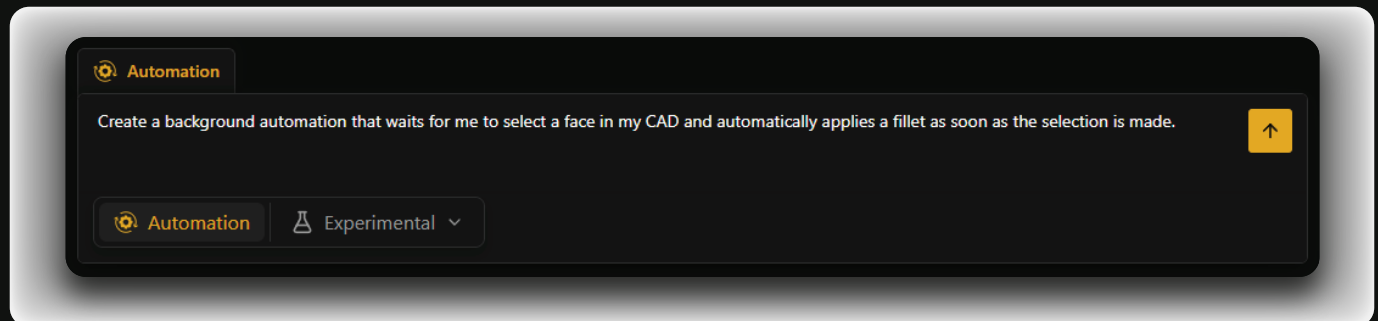 Automation
Create a background automation that waits for me to select a face in my CAD and automatically applies a fillet as soon as the selection is made.
Automation
Experimental